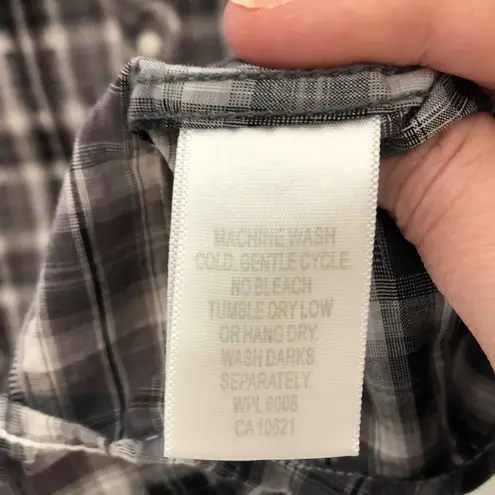 MACHINE WASH
COLD. GENTLE CYCLE
NO BLEACH
TUMBLE DRY LOW
OR HANG DRY.
WASH DARKS
SEPARATELY.
WPL 6006
CA 10621